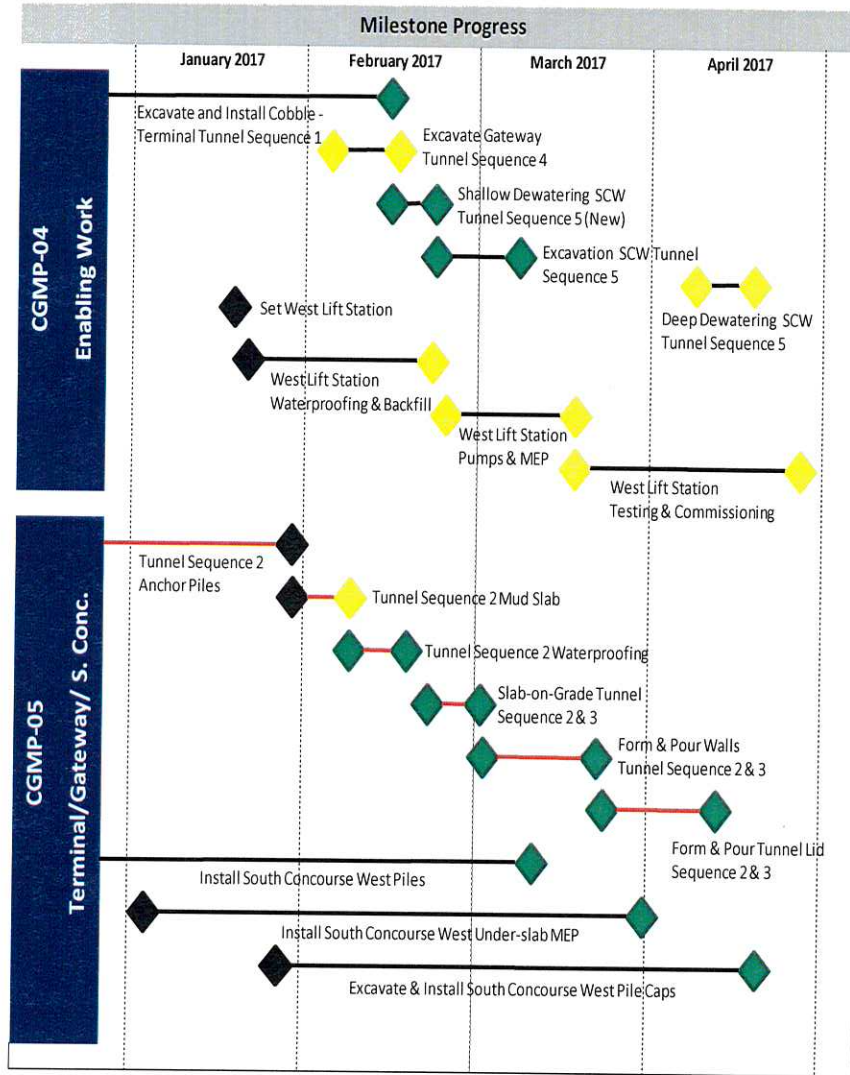 Milestone Progress
January 2017
February 2017
March 2017
April 2017
CGMP-04
Enabling Work
Excavate and Install Cobble -
Terminal Tunnel Sequence 1
Excavate Gateway
Tunnel Sequence 4
Shallow Dewatering SCW
Tunnel Sequence 5 (New)
Excavation SCW Tunnel
Sequence 5
Set West Lift Station
Deep Dewatering SCW
Tunnel Sequence 5
West Lift Station
Waterproofing & Backfill
West Lift Station
Pumps & MEP
West Lift Station
Testing & Commissioning
CGMP-05
Terminal/Gateway/ S. Conc.
Tunnel Sequence 2
Anchor Piles
Tunnel Sequence 2 Mud Slab
Tunnel Sequence 2 Waterproofing
Slab-on-Grade Tunnel
Sequence 2 & 3
Form & Pour Walls
Tunnel Sequence 2 & 3
Form & Pour Tunnel Lid
Sequence 2 & 3
Install South Concourse West Piles
Install South Concourse West Under-slab MEP
Excavate & Install South Concourse West Pile Caps